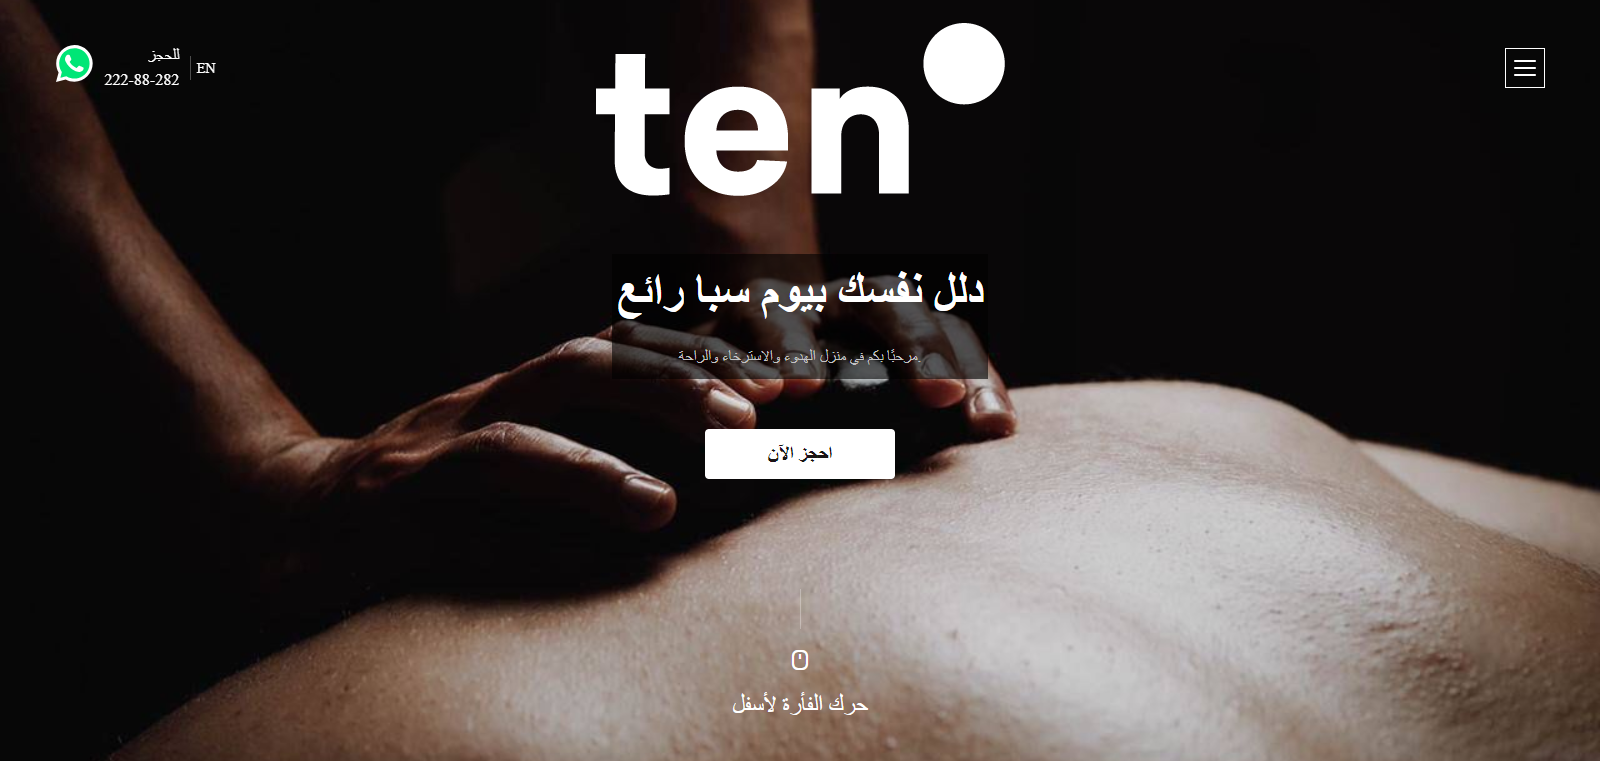 للحجز
222-88-282
EN
ten
دلل نفسك بيوم سبا رائع
.مرحبًا بكم في منزل الهدوء والاسترخاء والراحة
احجز الآن
حرك الفأرة لأسفل